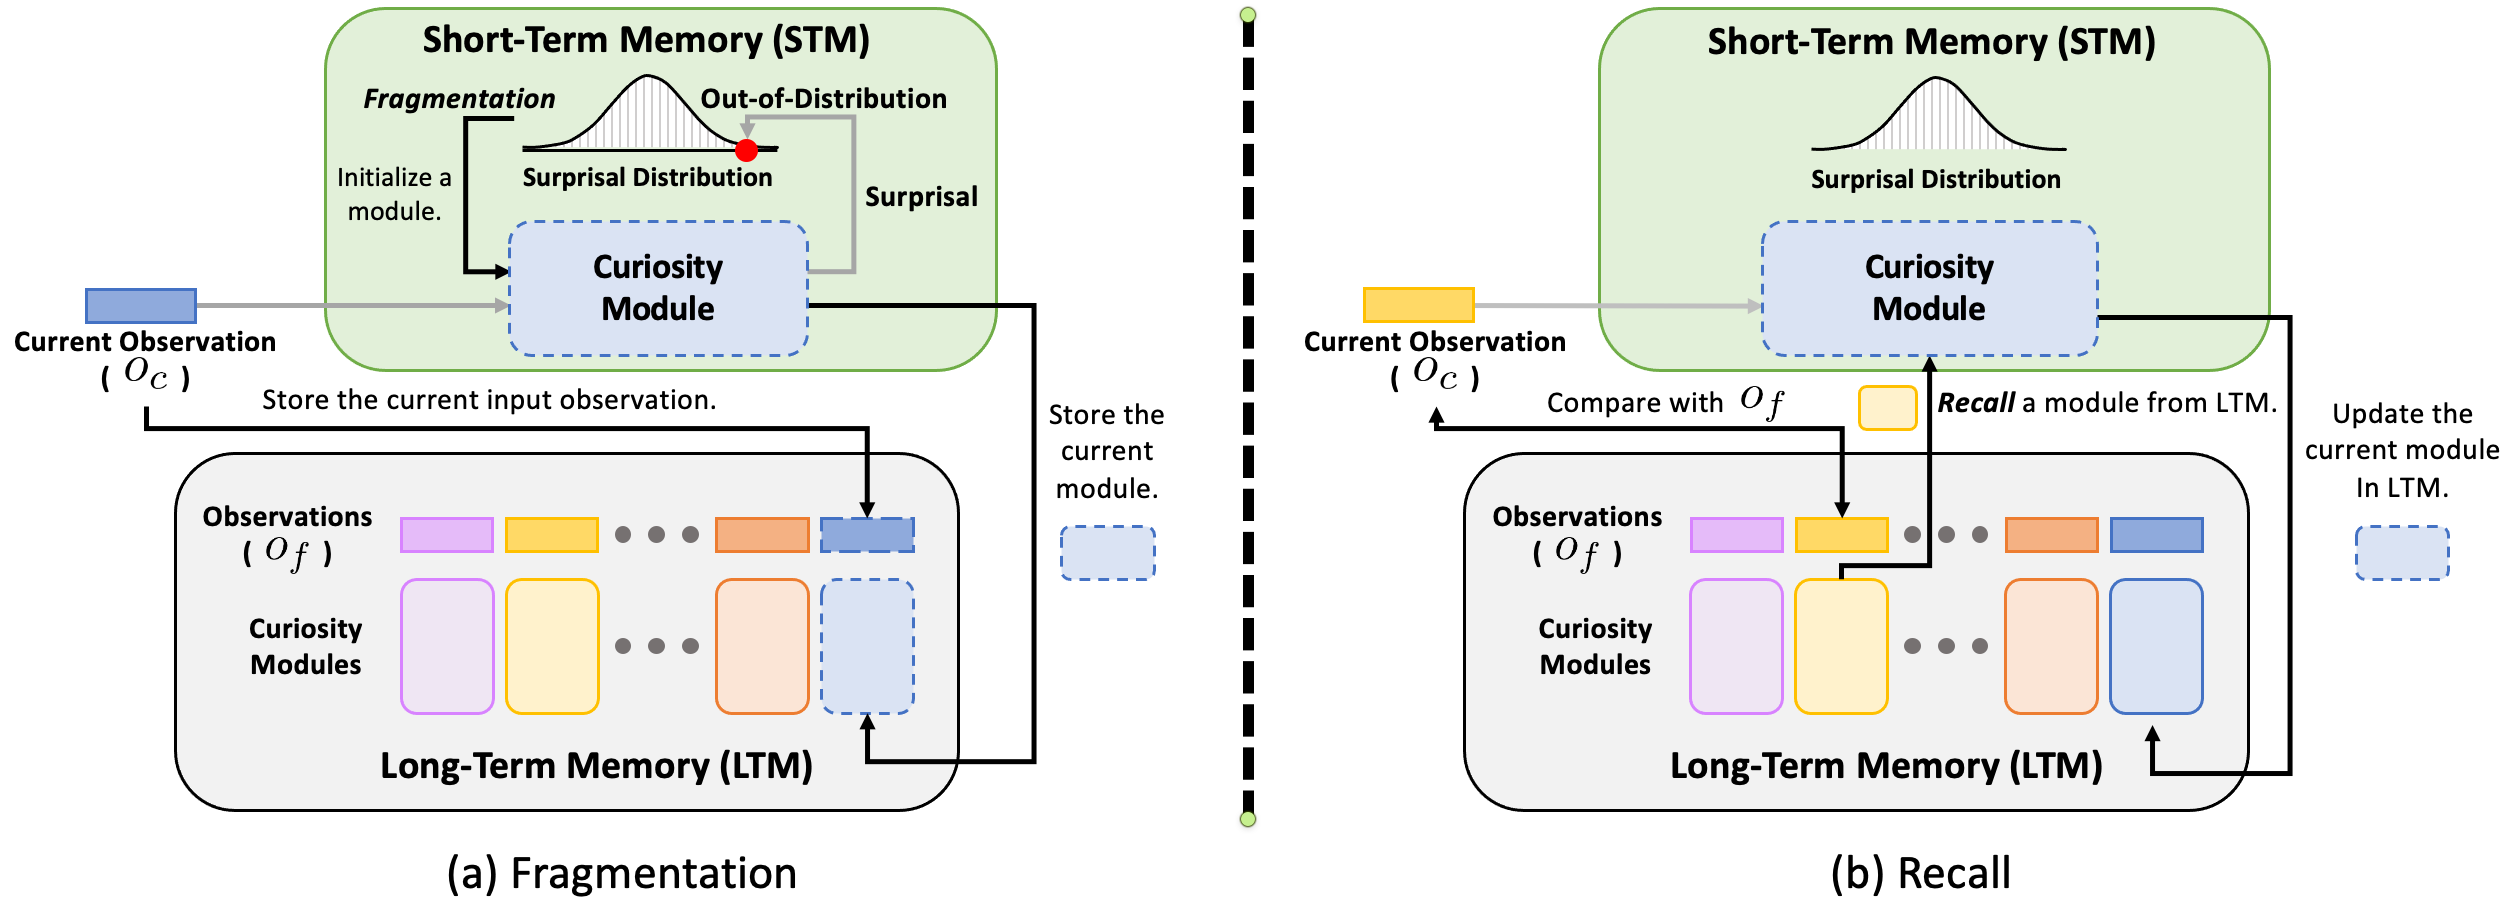 Short-Term Memory (STM)
Fragmentation
Out-of-Distribution
Initialize a
module.
Surprisal Distribution
Surprisal
Curiosity
Module
Current Observation
( O_C )
Store the current input observation.
Store the
current
module.
Observations
( O_f )
Curiosity
Modules
Long-Term Memory (LTM)
(a) Fragmentation
Short-Term Memory (STM)
Surprisal Distribution
Curiosity
Module
Current Observation
( O_C )
Compare with O_f
Recall a module from LTM.
Update the
current module
In LTM.
Observations
( O_f )
Curiosity
Modules
Long-Term Memory (LTM)
(b) Recall